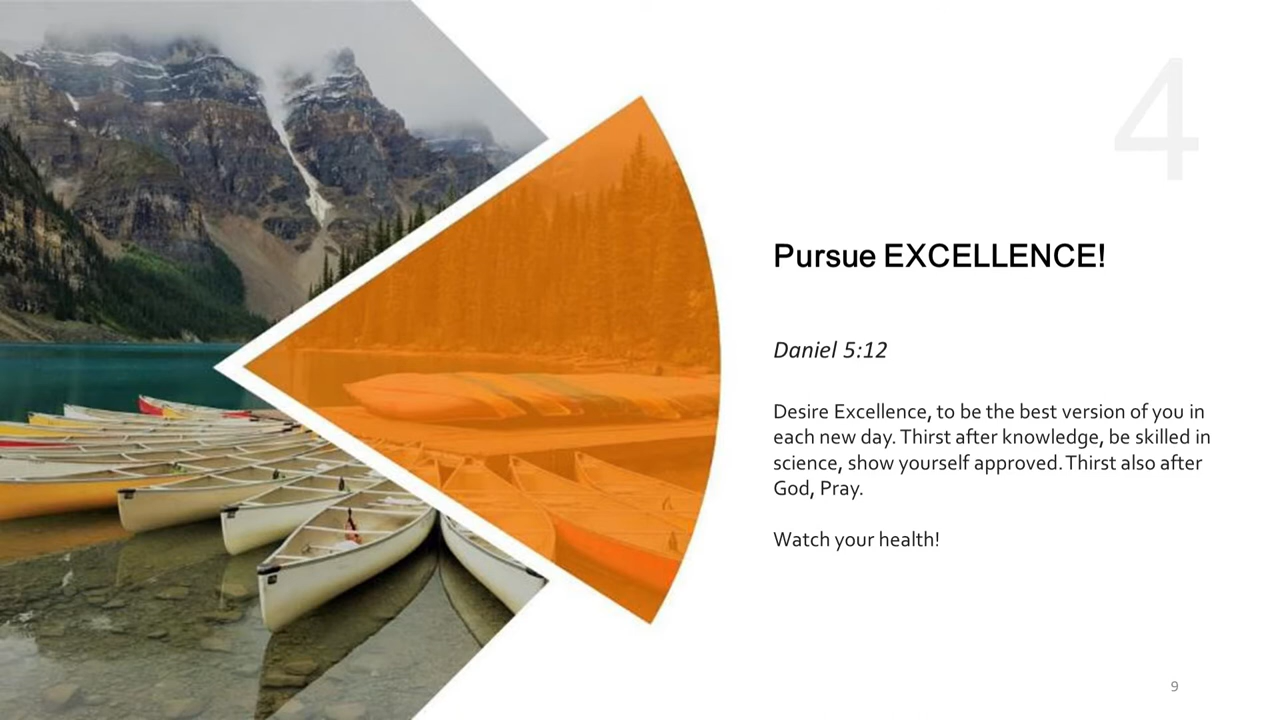 4
Pursue EXCELLENCE!
Daniel 5:12
Desire Excellence, to be the best version of you in
each new day. Thirst after knowledge, be skilled in
science, show yourself approved. Thirst also after
God, Pray.
Watch your health!
9